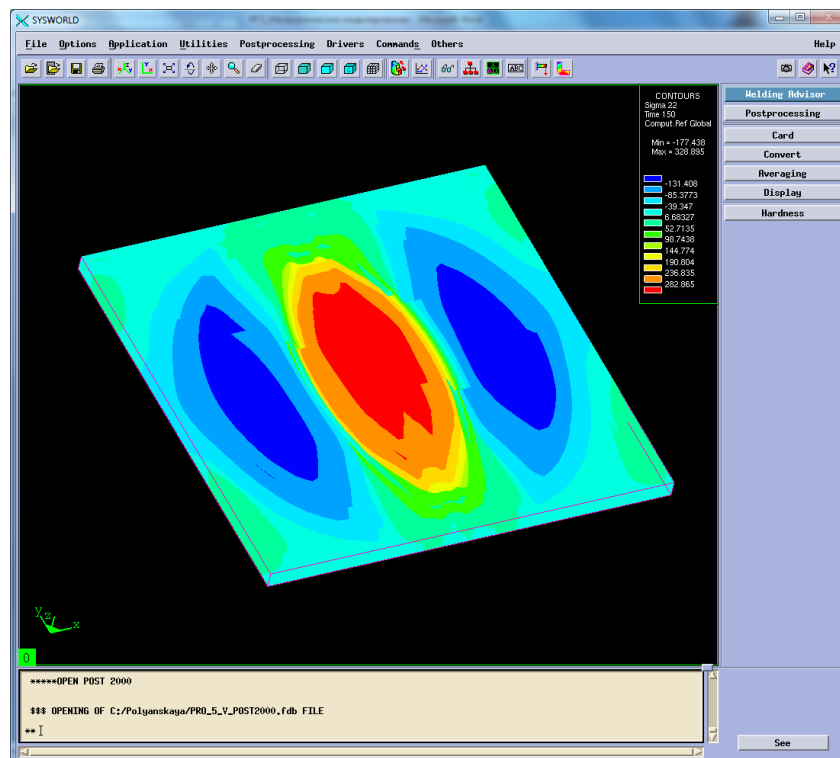 SYSWORLD
File Options Application Utilities Postprocessing Drivers Commands Others Help
ABC
CONTOURS
Sigma 22
Time 150
Comput.Ref Global
Min = -177.438
Max = 328.895
-131.408
-85.3773
-39.347
6.68327
52.7135
98.7438
144.774
190.804
236.835
282.865
Welding Advisor
Postprocessing
Card
Convert
Averaging
Display
Hardness
Y
Z
X
0
*****OPEN POST 2000
$$$ OPENING OF C:/Polyanskaya/PRO_5_V_POST2000.fdb FILE
**
See